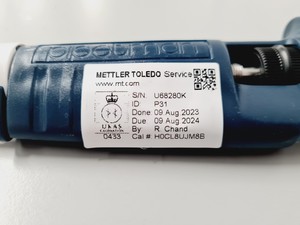 pipetman
METTLER TOLEDO Service
www.mt.com
S/N U68280K
ID P31
Done 09 Aug 2023
Due 09 Aug 2024
By R. Chand
Cal # H0CL8UJM8B
UKAS
CALIBRATION
0433